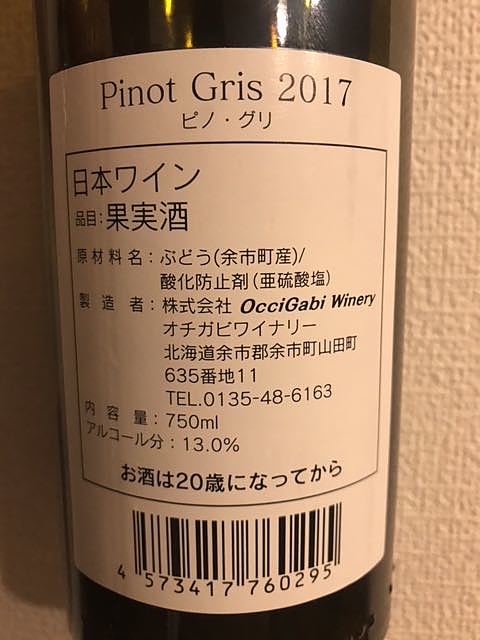 Pinot Gris 2017
ピノ・グリ
日本ワイン
品目:果実酒
原材料名:ぶどう(余市町産)/
酸化防止剤(亜硫酸塩)
製造者:株式会社 OcciGabi Winery
オチガビワイナリー
北海道余市郡余市町山田町
635番地11
TEL.0135-48-6163
内容量:750ml
アルコール分:13.0%
お酒は20歳になってから
4 573417 760295